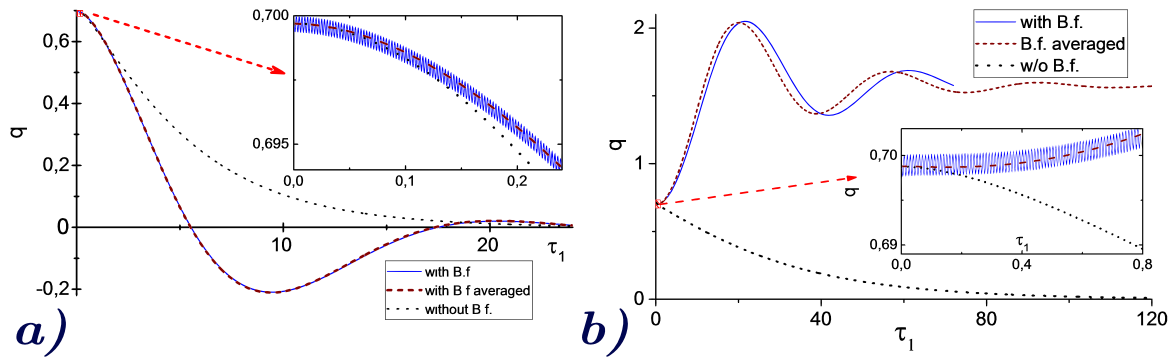 0,6
0,4
0,2
0
-0,2
q
10
20
τ1
0,700
0,695
0,0
0,1
0,2
with B.f
with B f averaged
without B f.
a)
2
1
0
q
0
40
80
120
τ1
with B.f.
B.f. averaged
w/o B.f.
0,70
0,69
q
τ1
0,0
0,4
0,8
b)